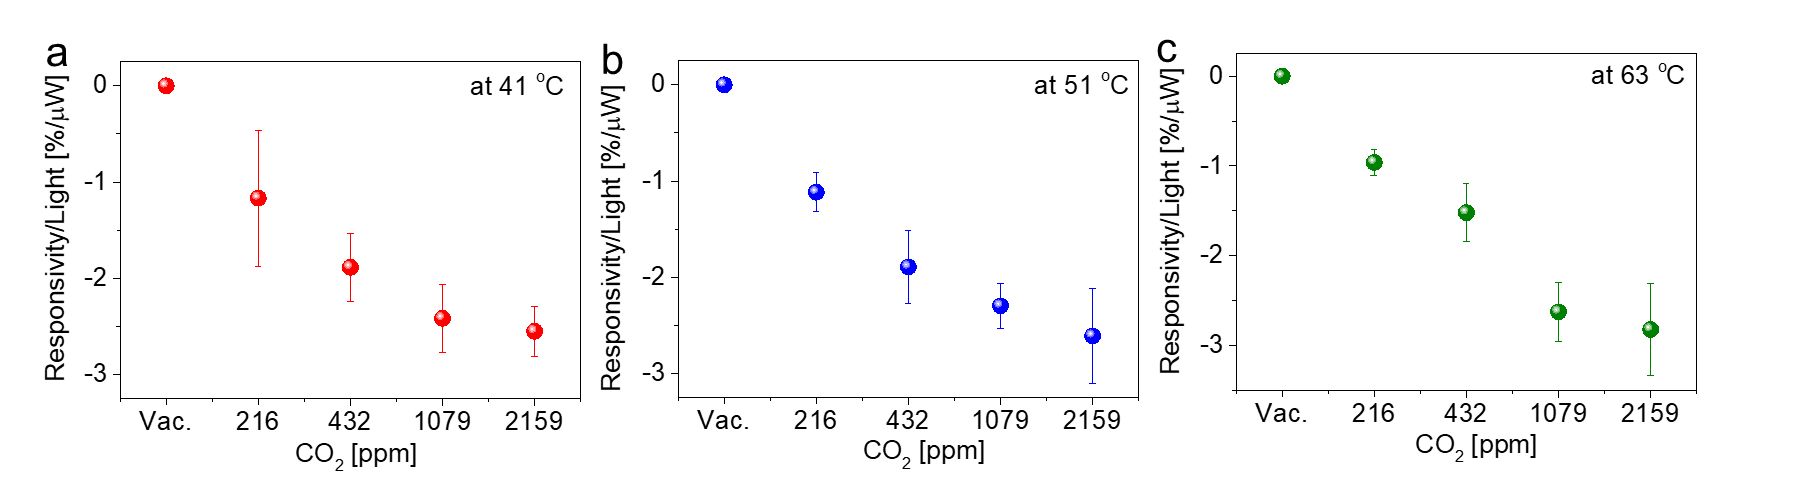 a
at 41 °C
Responsivity/Light [%/µW]
0
-1
-2
-3
Vac. 216 432 1079 2159
CO2 [ppm]
b
at 51 °C
Responsivity/Light [%/µW]
0
-1
-2
-3
Vac. 216 432 1079 2159
CO2 [ppm]
c
at 63 °C
Responsivity/Light [%/µW]
0
-1
-2
-3
Vac. 216 432 1079 2159
CO2 [ppm]